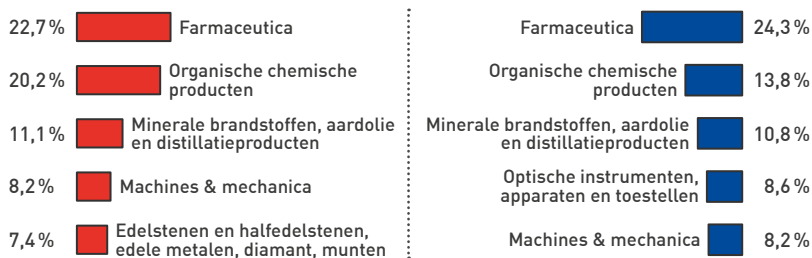 22,7 % Farmaceutica
20,2 % Organische chemische
producten
11,1 % Minerale brandstoffen, aardolie
en distillatieproducten
8,2 % Machines & mechanica
7,4 % Edelstenen en halfedelstenen,
edele metalen, diamant, munten
Farmaceutica 24,3 %
Organische chemische
producten 13,8 %
Minerale brandstoffen, aardolie
en distillatieproducten 10,8 %
Optische instrumenten,
apparaten en toestellen 8,6 %
Machines & mechanica 8,2 %